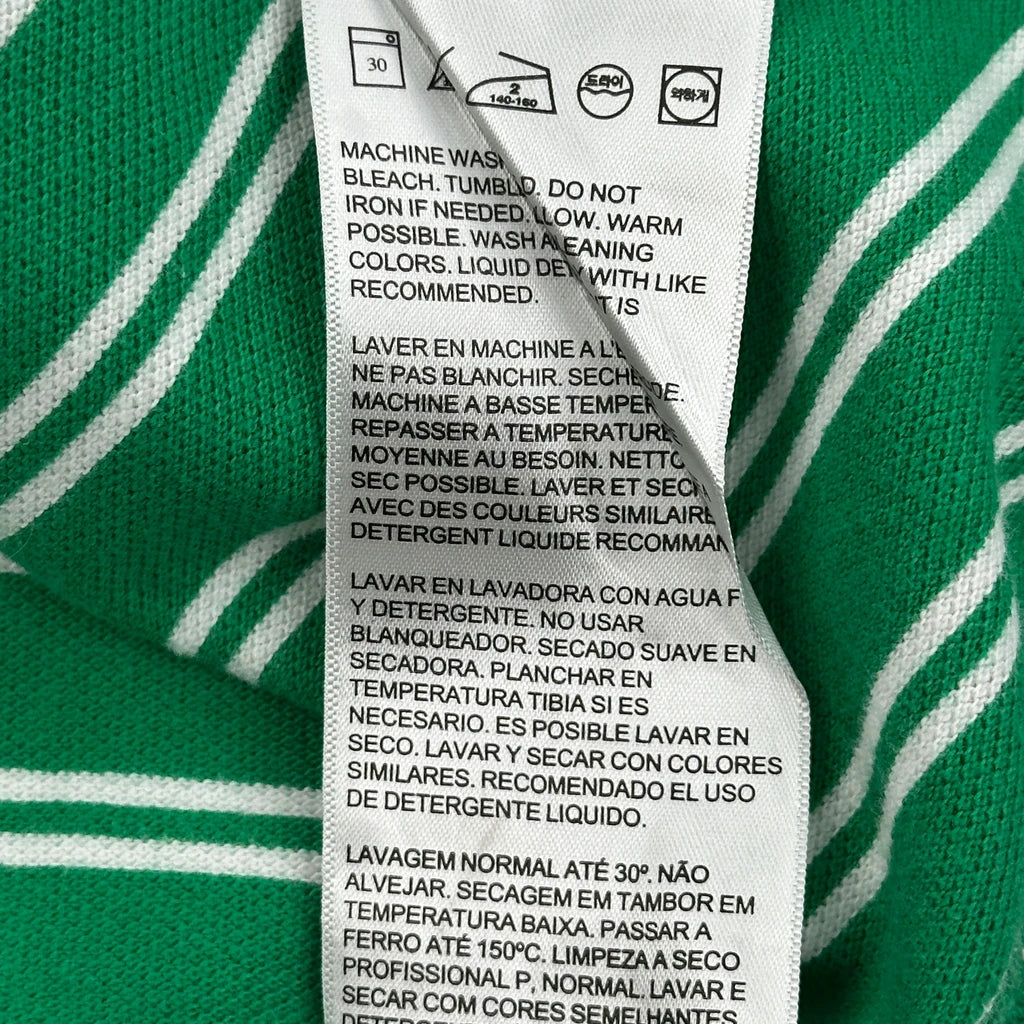 30
2
140-160
드라이
약하게
MACHINE WAS
BLEACH. TUMBL D. DO NOT
IRON IF NEEDED. LOW. WARM
POSSIBLE. WASH A EANING
COLORS. LIQUID DE WITH LIKE
RECOMMENDED. T IS
LAVER EN MACHINE A L'E
NE PAS BLANCHIR. SECHE DE.
MACHINE A BASSE TEMPER
REPASSER A TEMPERATURE
MOYENNE AU BESOIN. NETTO
SEC POSSIBLE. LAVER ET SECH
AVEC DES COULEURS SIMILAIRE
DETERGENT LIQUIDE RECOMMAN
LAVAR EN LAVADORA CON AGUA F
Y DETERGENTE. NO USAR
BLANQUEADOR. SECADO SUAVE EN
SECADORA. PLANCHAR EN
TEMPERATURA TIBIA SI ES
NECESARIO. ES POSIBLE LAVAR EN
SECO. LAVAR Y SECAR CON COLORES
SIMILARES. RECOMENDADO EL USO
DE DETERGENTE LIQUIDO.
LAVAGEM NORMAL ATÉ 30º. NÃO
ALVEJAR. SECAGEM EM TAMBOR EM
TEMPERATURA BAIXA. PASSAR A
FERRO ATÉ 150ºC. LIMPEZA A SECO
PROFISSIONAL P, NORMAL. LAVAR E
SECAR COM CORES SEMELHANTES